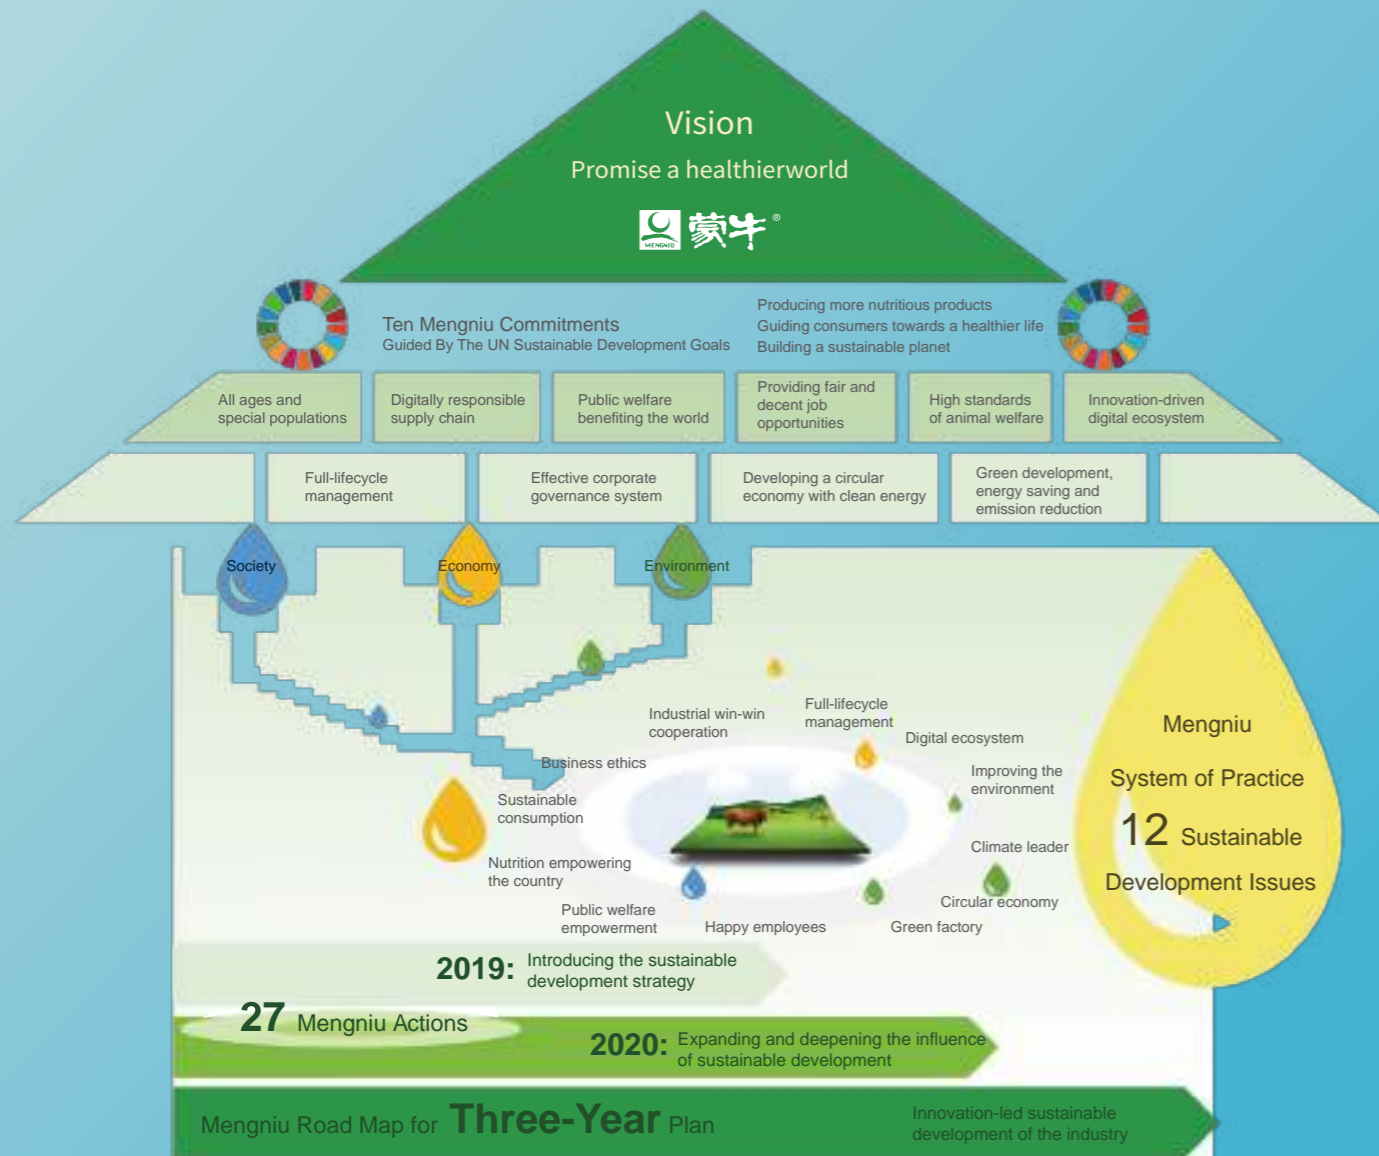 Vision
Promise a healthierworld
MENGNIU
蒙牛®
Ten Mengniu Commitments
Guided By The UN Sustainable Development Goals
Producing more nutritious products
Guiding consumers towards a healthier life
Building a sustainable planet
All ages and
special populations
Digitally responsible
supply chain
Public welfare
benefiting the world
Providing fair and
decent job
opportunities
High standards
of animal welfare
Innovation-driven
digital ecosystem
Full-lifecycle
management
Effective corporate
governance system
Developing a circular
economy with clean energy
Green development,
energy saving and
emission reduction
Society
Economy
Environment
Industrial win-win
cooperation
Full-lifecycle
management
Digital ecosystem
Business ethics
Improving the
environment
Sustainable
consumption
Climate leader
Nutrition empowering
the country
Circular economy
Public welfare
empowerment
Happy employees
Green factory
Mengniu
System of Practice
12 Sustainable
Development Issues
2019: Introducing the sustainable
development strategy
27 Mengniu Actions
2020: Expanding and deepening the influence
of sustainable development
Mengniu Road Map for Three-Year Plan
Innovation-led sustainable
development of the industry